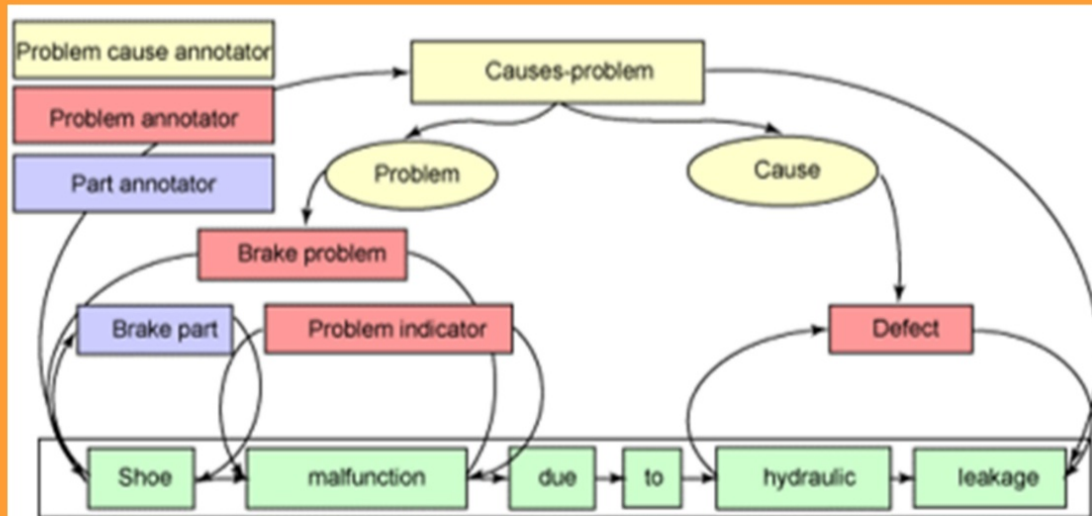 Problem cause annotator
Causes-problem
Problem annotator
Part annotator
Problem
Cause
Brake problem
Brake part
Problem indicator
Defect
Shoe malfunction due to hydraulic leakage